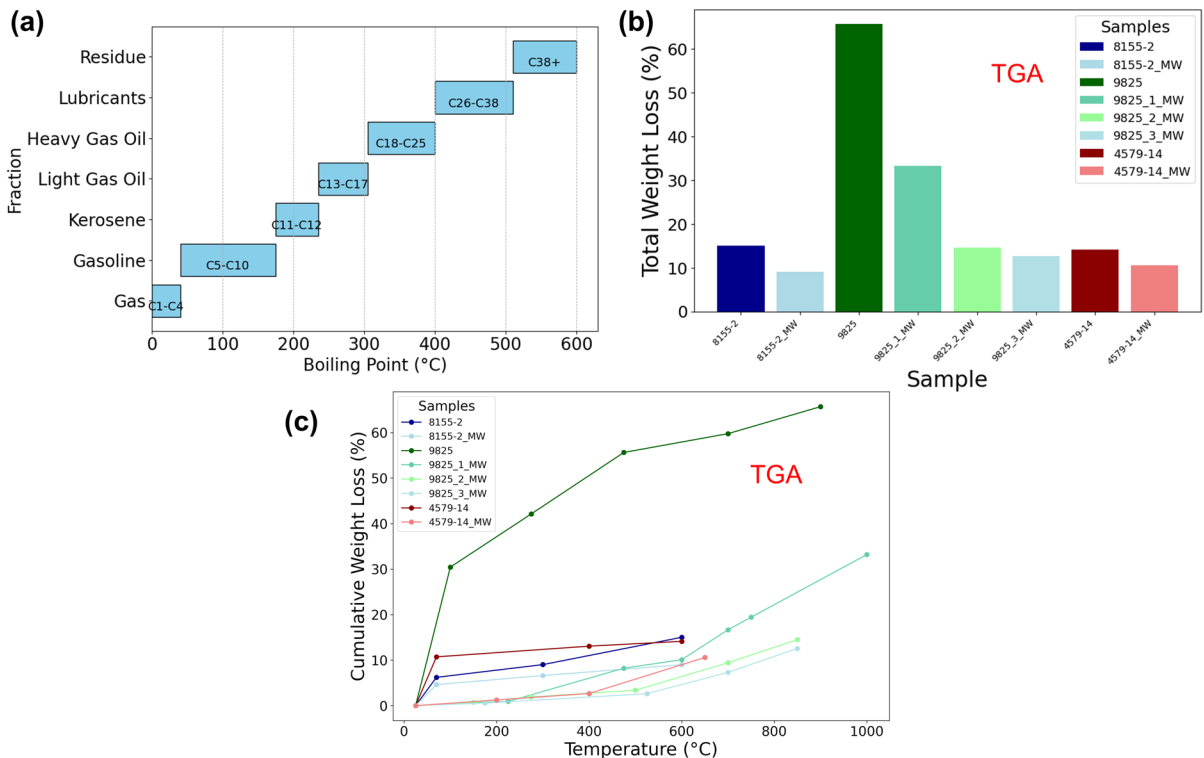 (a)
Fraction
Residue
Lubricants
Heavy Gas Oil
Light Gas Oil
Kerosene
Gasoline
Gas
C38+
C26-C38
C18-C25
C13-C17
C11-C12
C5-C10
C1-C4
0 100 200 300 400 500 600
Boiling Point (°C)
(b)
Total Weight Loss (%)
60
50
40
30
20
10
0
TGA
Samples
8155-2
8155-2_MW
9825
9825_1_MW
9825_2_MW
9825_3_MW
4579-14
4579-14_MW
8155-2 8155-2_MW 9825 9825_1_MW 9825_2_MW 9825_3_MW 4579-14 4579-14_MW
Sample
(c)
Cumulative Weight Loss (%)
60
50
40
30
20
10
0
Samples
8155-2
8155-2_MW
9825
9825_1_MW
9825_2_MW
9825_3_MW
4579-14
4579-14_MW
TGA
0 200 400 600 800 1000
Temperature (°C)